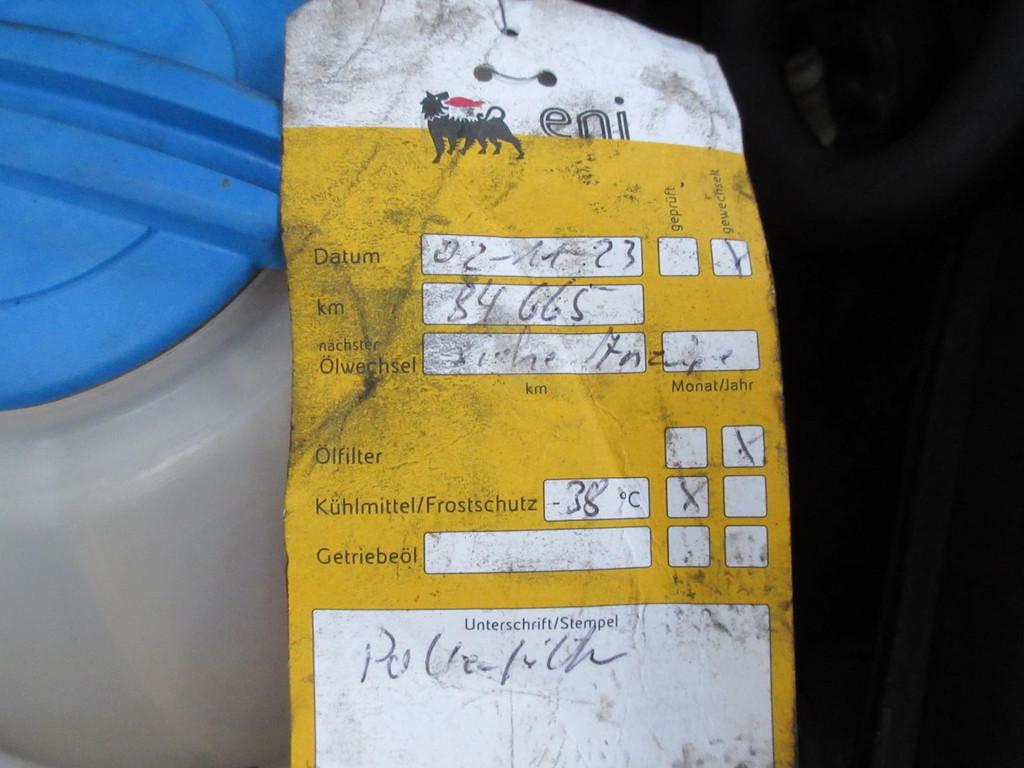 eni
geprüft gewechselt
Datum 02-11-23 X
km 84 665
nächster
Ölwechsel siehe Anzeige
km Monat/Jahr
Ölfilter X
Kühlmittel/Frostschutz -38 °C X
Getriebeöl
Unterschrift/Stempel
Pollenfilter